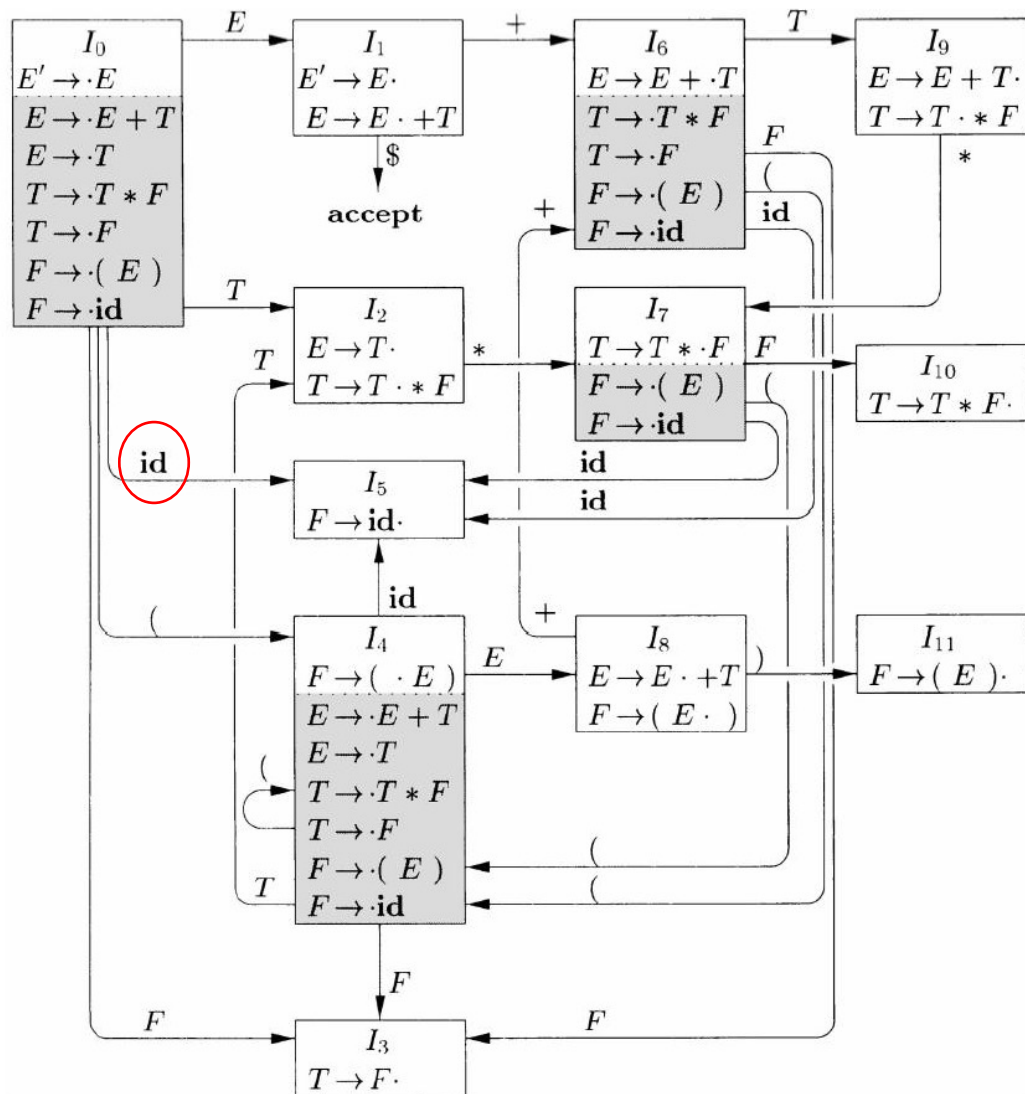 I₀
E′ → ·E
E → ·E + T
E → ·T
T → ·T * F
T → ·F
F → ·( E )
F → ·id
E
I₁
E′ → E·
E → E · +T
$
accept
+
I₆
E → E + ·T
T → ·T * F
T → ·F
F → ·( E )
F → ·id
T
I₉
E → E + T·
T → T · * F
*
F
(
id
+
T
I₂
E → T·
T → T · * F
T
*
I₇
T → T * ·F
F → ·( E )
F → ·id
F
(
I₁₀
T → T * F·
id
id
id
I₅
F → id·
id
(
I₄
F → ( · E )
E → ·E + T
E → ·T
T → ·T * F
T → ·F
F → ·( E )
F → ·id
(
T
E
+
I₈
E → E · +T
F → ( E · )
)
I₁₁
F → ( E )·
(
(
F
F
F
I₃
T → F·